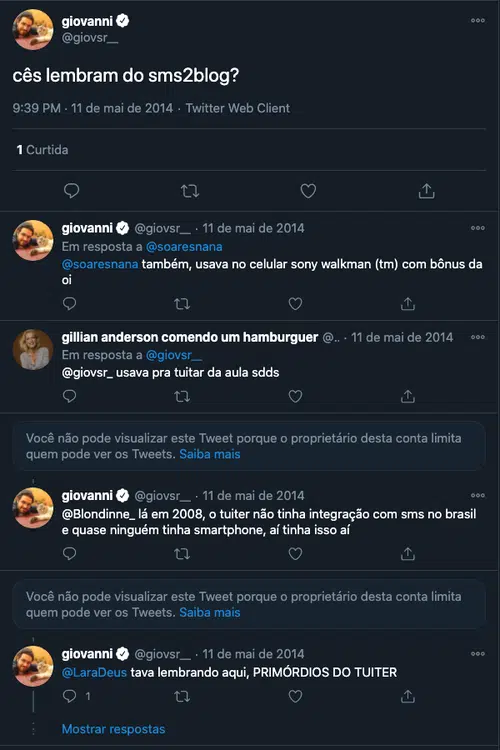 giovanni
@giovsr__
cês lembram do sms2blog?
9:39 PM · 11 de mai de 2014 · Twitter Web Client
1 Curtida
giovanni @giovsr__ · 11 de mai de 2014
Em resposta a @soaresnana
@soaresnana também, usava no celular sony walkman (tm) com bônus da
oi
gillian anderson comendo um hamburguer @.. · 11 de mai de 2014
Em resposta a @giovsr__
@giovsr_ usava pra tuitar da aula sdds
Você não pode visualizar este Tweet porque o proprietário desta conta limita
quem pode ver os Tweets. Saiba mais
giovanni @giovsr__ · 11 de mai de 2014
@Blondinne_ lá em 2008, o tuiter não tinha integração com sms no brasil
e quase ninguém tinha smartphone, aí tinha isso aí
Você não pode visualizar este Tweet porque o proprietário desta conta limita
quem pode ver os Tweets. Saiba mais
giovanni @giovsr__ · 11 de mai de 2014
@LaraDeus tava lembrando aqui, PRIMÓRDIOS DO TUITER
1
Mostrar respostas